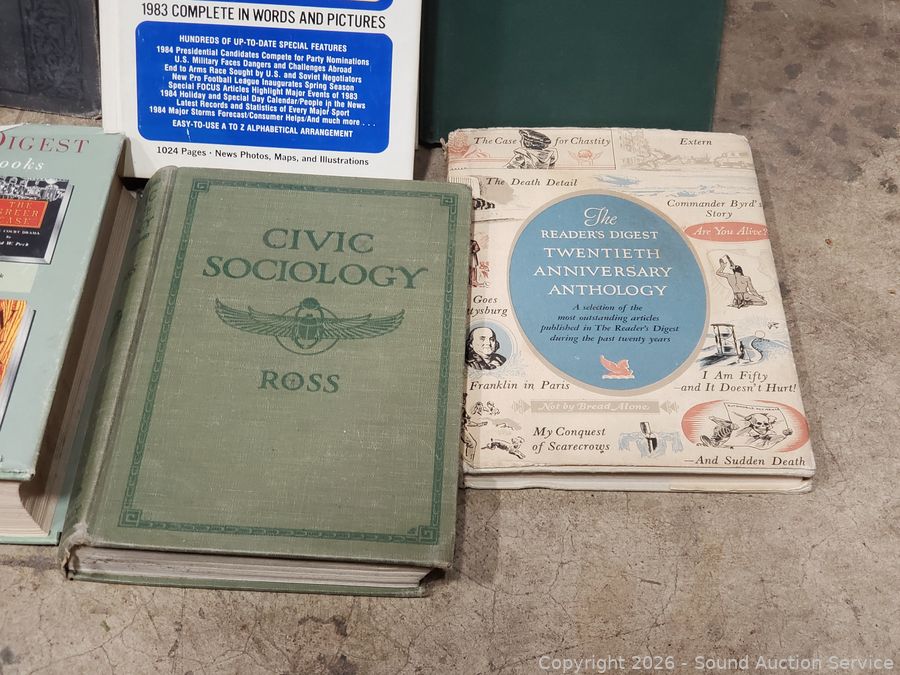 1983 COMPLETE IN WORDS AND PICTURES
HUNDREDS OF UP-TO-DATE SPECIAL FEATURES
1984 Presidential Candidates Compete for Party Nominations
U.S. Military Faces Dangers and Challenges Abroad
End to Arms Race Sought by U.S. and Soviet Negotiators
New Pro Football League Inaugurates Spring Season
Special FOCUS Articles Highlight Major Events of 1983
1984 Holiday and Special Day Calendar/People in the News
Latest Records and Statistics of Every Major Sport
1984 Major Storms Forecast/Consumer Helps/And much more . . .
EASY-TO-USE A TO Z ALPHABETICAL ARRANGEMENT
1024 Pages • News Photos, Maps, and Illustrations
DIGEST
THE
GREER
CASE
COURT DRAMA
by
W. Peck
CIVIC
SOCIOLOGY
ROSS
The Case for Chastity
Extern
The Death Detail
Commander Byrd's
Story
Are You Alive?
The
READER'S DIGEST
TWENTIETH
ANNIVERSARY
ANTHOLOGY
A selection of the
most outstanding articles
published in The Reader's Digest
during the past twenty years
Goes
Franklin in Paris
I Am Fifty
—and It Doesn't Hurt!
Not by Bread Alone
My Conquest
of Scarecrows
—And Sudden Death
Copyright 2026 - Sound Auction Service